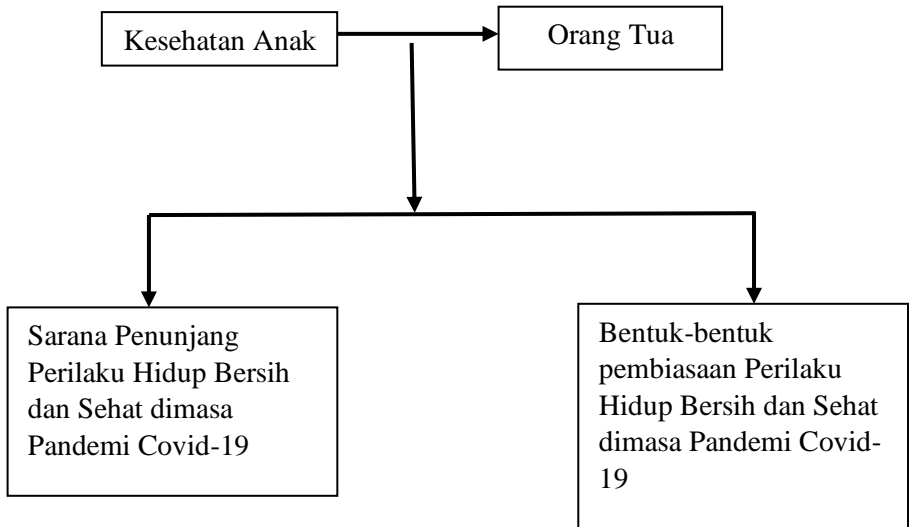 Kesehatan Anak
Orang Tua
Sarana Penunjang
Perilaku Hidup Bersih
dan Sehat dimasa
Pandemi Covid-19
Bentuk-bentuk
pembiasaan Perilaku
Hidup Bersih dan Sehat
dimasa Pandemi Covid-
19